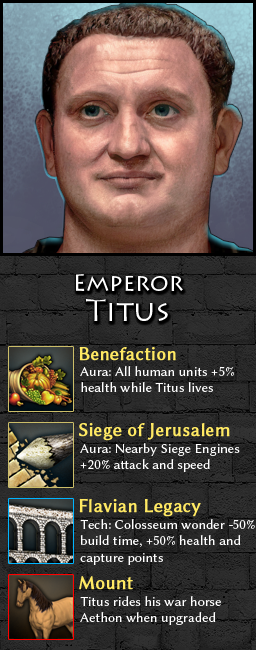 Emperor
Titus
Benefaction
Aura: All human units +5%
health while Titus lives
Siege of Jerusalem
Aura: Nearby Siege Engines
+20% attack and speed
Flavian Legacy
Tech: Colosseum wonder -50%
build time, +50% health and
capture points
Mount
Titus rides his war horse
Aethon when upgraded